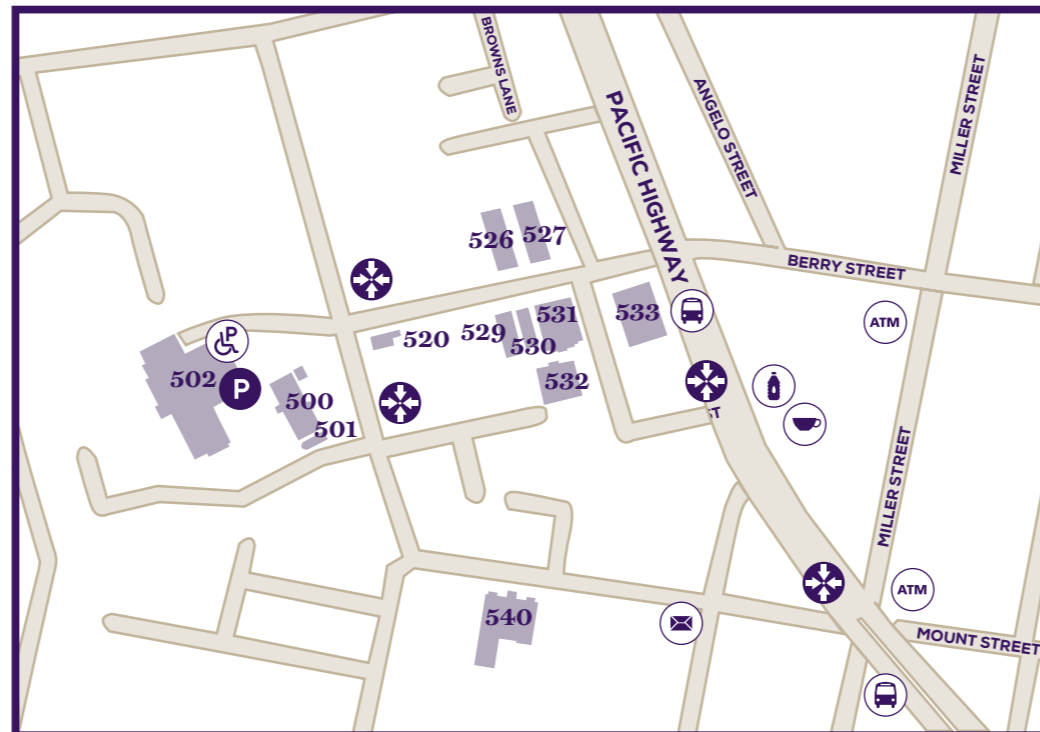 BROWNS LANE
PACIFIC HIGHWAY
ANGELO STREET
MILLER STREET
BERRY STREET
526
527
533
531
529
530
520
532
ATM
P
502
P
500
501
MILLER STREET
ATM
540
MOUNT STREET